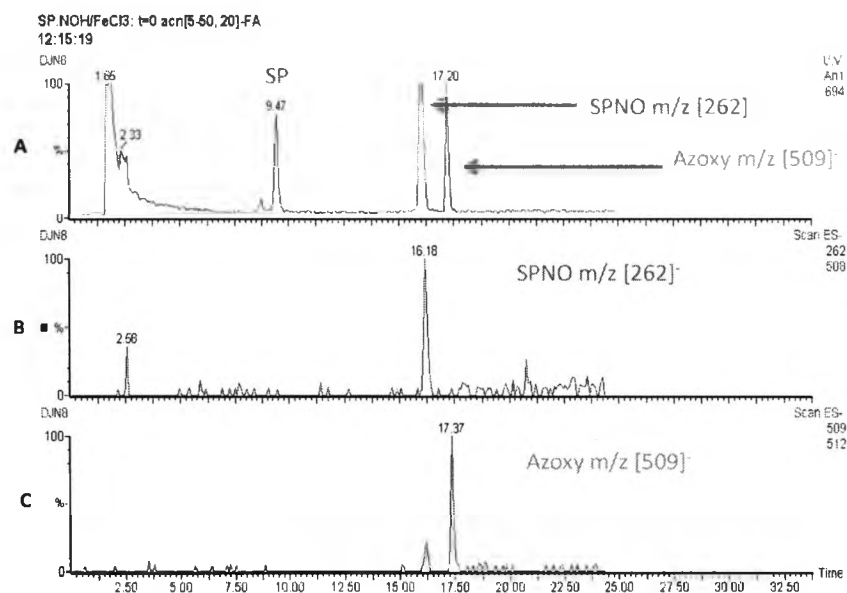 SP.NOH/FeCl3: t=0 acn[5-50, 20]-FA
12:15:19
DJN8
SP
U.V
An1
694
1.65
17.20
100
9.47
SPNO m/z [262]
2.33
A
%
Azoxy m/z [509]-
0
DJN8
Scan ES-
262
508
16.18
100
SPNO m/z [262]-
B
%
2.56
0
DJN8
Scan ES-
509
512
17.37
100
Azoxy m/z [509]-
C
%
0
Time
2.50 5.00 7.50 10.00 12.50 15.00 17.50 20.00 22.50 25.00 27.50 30.00 32.50